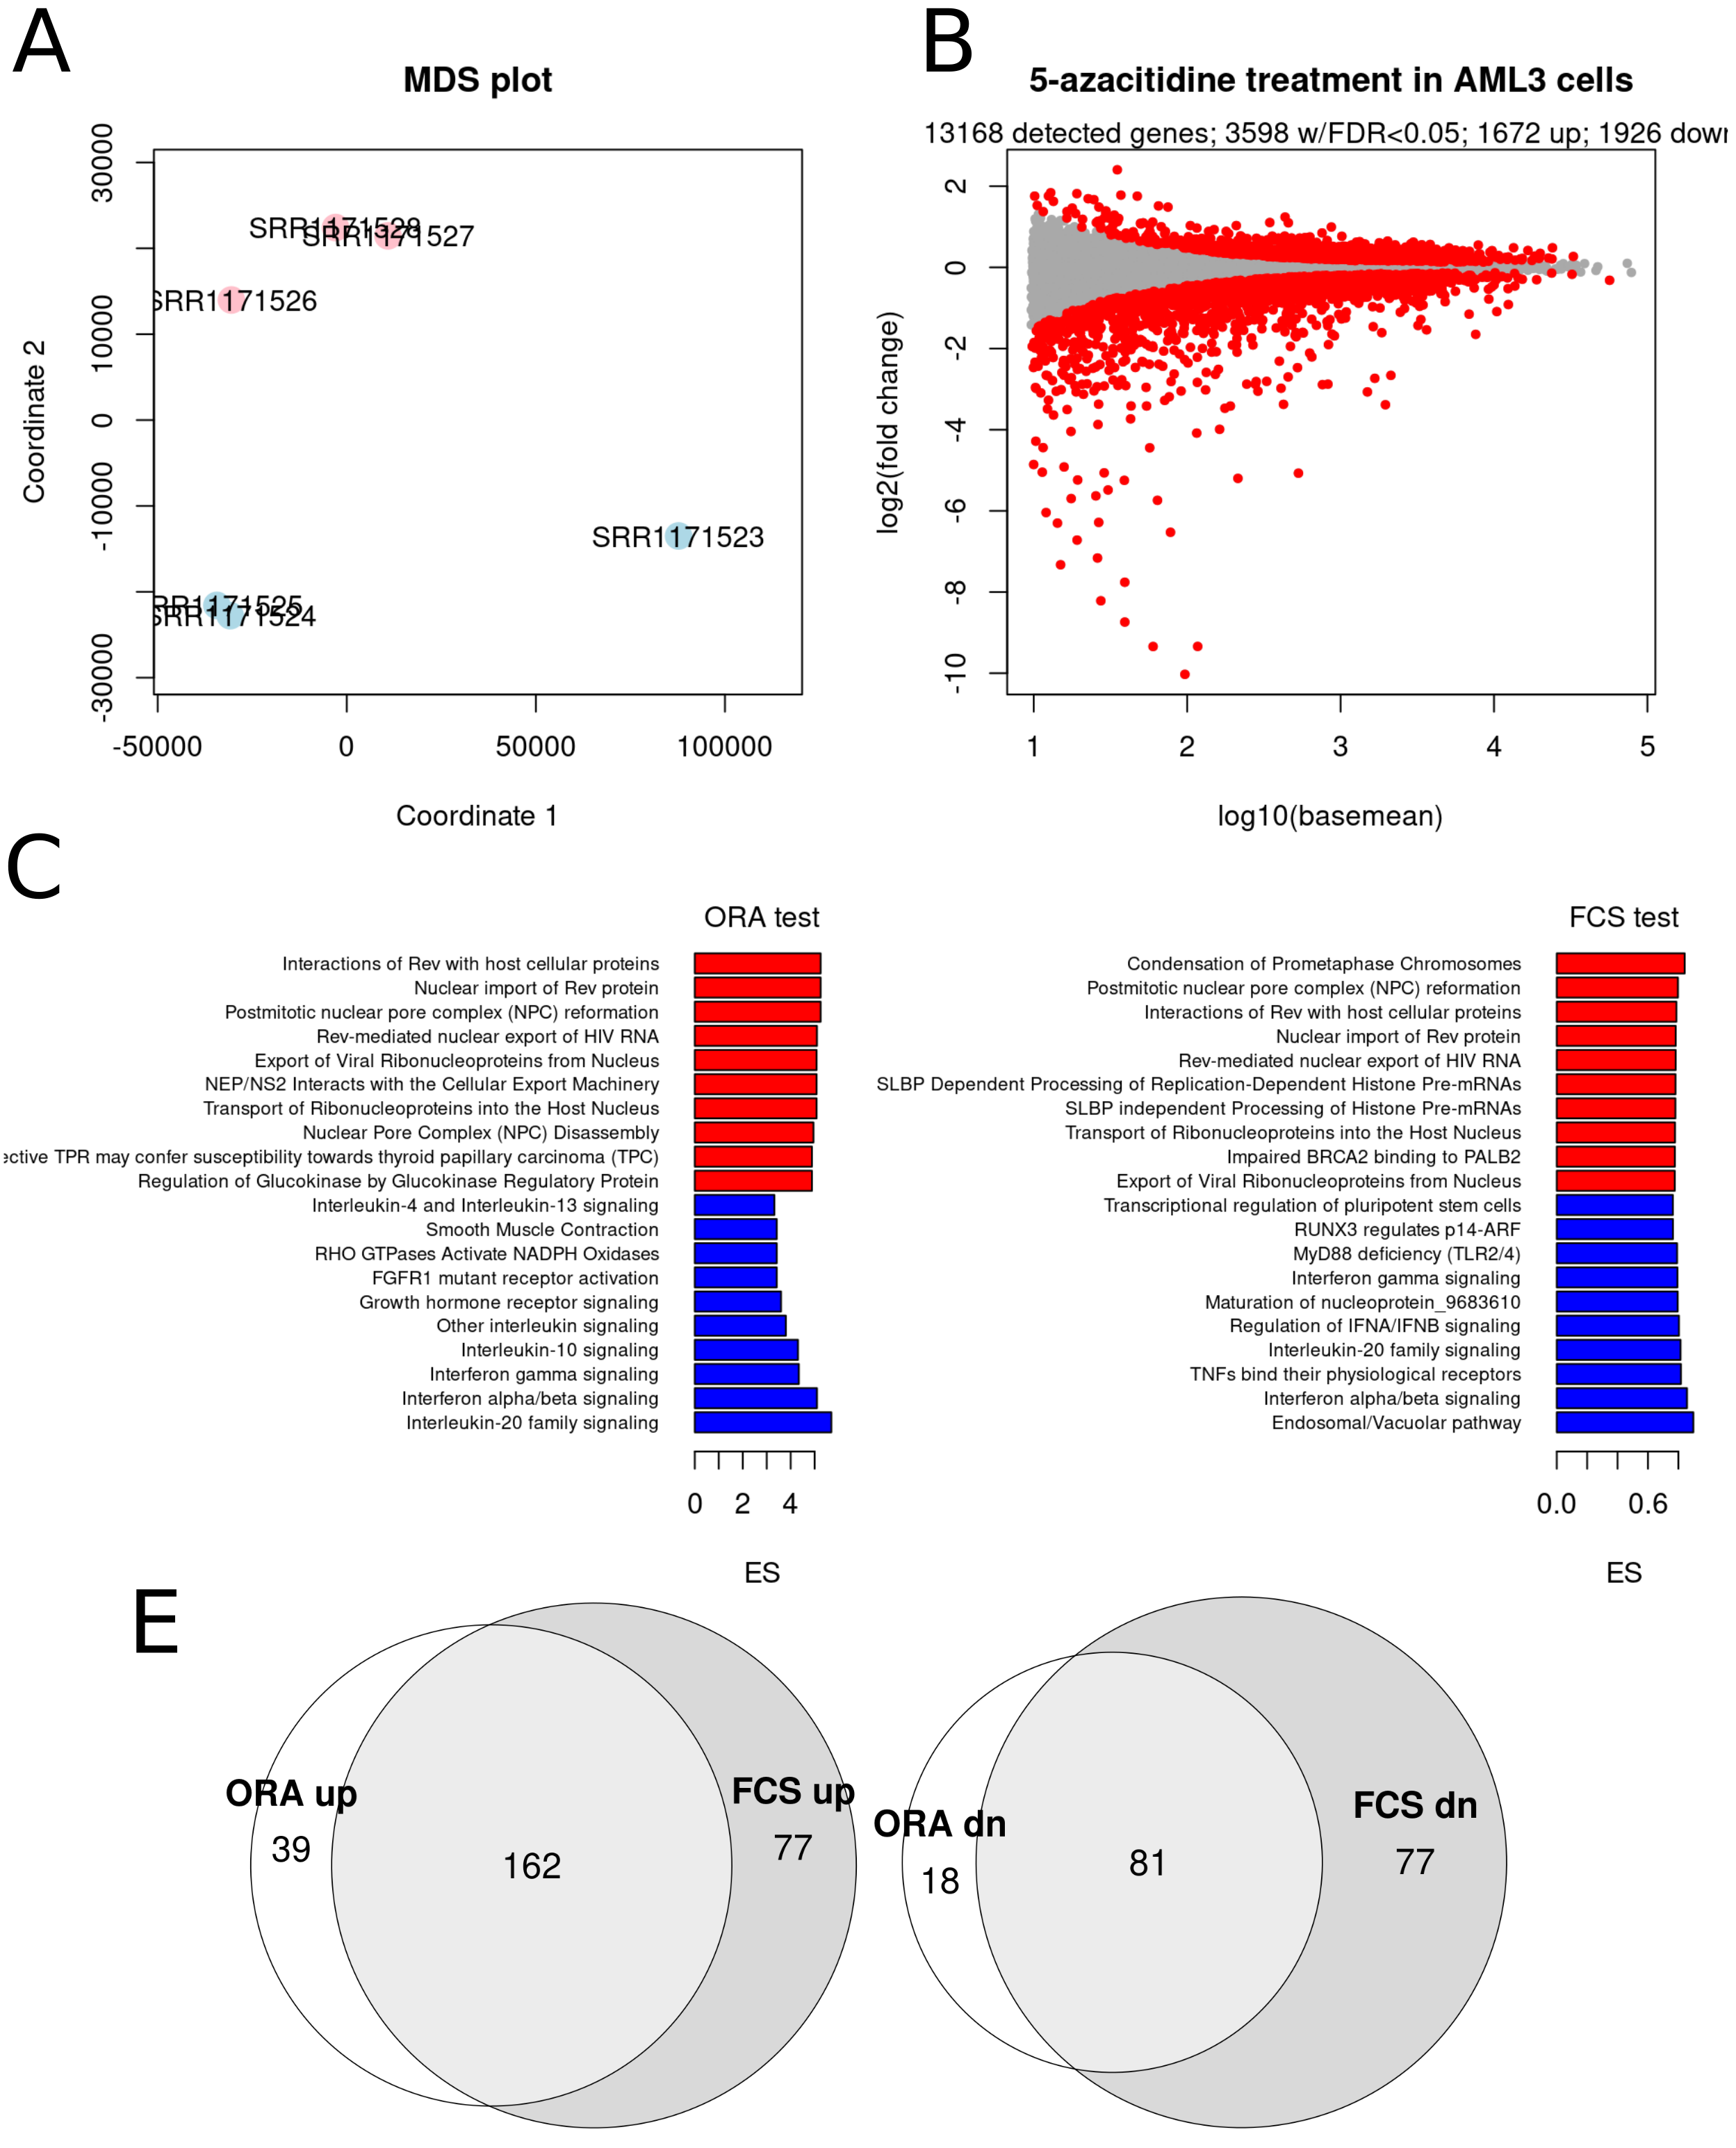 A
MDS plot
Coordinate 2
30000
10000
0
-10000
-30000
SRR1171528
SRR1171527
SRR1171526
SRR1171523
RR1171525
SRR1171524
-50000 0 50000 100000
Coordinate 1
B
5-azacitidine treatment in AML3 cells
13168 detected genes; 3598 w/FDR<0.05; 1672 up; 1926 down
log2(fold change)
2
0
-2
-4
-6
-8
-10
1 2 3 4 5
log10(basemean)
C
ORA test
Interactions of Rev with host cellular proteins
Nuclear import of Rev protein
Postmitotic nuclear pore complex (NPC) reformation
Rev-mediated nuclear export of HIV RNA
Export of Viral Ribonucleoproteins from Nucleus
NEP/NS2 Interacts with the Cellular Export Machinery
Transport of Ribonucleoproteins into the Host Nucleus
Nuclear Pore Complex (NPC) Disassembly
ective TPR may confer susceptibility towards thyroid papillary carcinoma (TPC)
Regulation of Glucokinase by Glucokinase Regulatory Protein
Interleukin-4 and Interleukin-13 signaling
Smooth Muscle Contraction
RHO GTPases Activate NADPH Oxidases
FGFR1 mutant receptor activation
Growth hormone receptor signaling
Other interleukin signaling
Interleukin-10 signaling
Interferon gamma signaling
Interferon alpha/beta signaling
Interleukin-20 family signaling
0 2 4
ES
FCS test
Condensation of Prometaphase Chromosomes
Postmitotic nuclear pore complex (NPC) reformation
Interactions of Rev with host cellular proteins
Nuclear import of Rev protein
Rev-mediated nuclear export of HIV RNA
SLBP Dependent Processing of Replication-Dependent Histone Pre-mRNAs
SLBP independent Processing of Histone Pre-mRNAs
Transport of Ribonucleoproteins into the Host Nucleus
Impaired BRCA2 binding to PALB2
Export of Viral Ribonucleoproteins from Nucleus
Transcriptional regulation of pluripotent stem cells
RUNX3 regulates p14-ARF
MyD88 deficiency (TLR2/4)
Interferon gamma signaling
Maturation of nucleoprotein_9683610
Regulation of IFNA/IFNB signaling
Interleukin-20 family signaling
TNFs bind their physiological receptors
Interferon alpha/beta signaling
Endosomal/Vacuolar pathway
0.0 0.6
ES
E
ORA up
39
162
FCS up
77
ORA dn
18
81
FCS dn
77